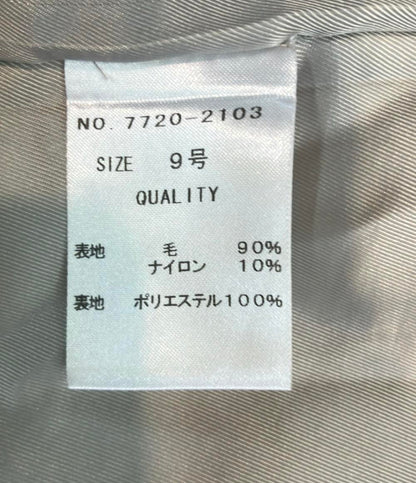 NO. 7720-2103
SIZE 9号
QUALITY
表地 毛 90%
ナイロン 10%
裏地 ポリエステル100%